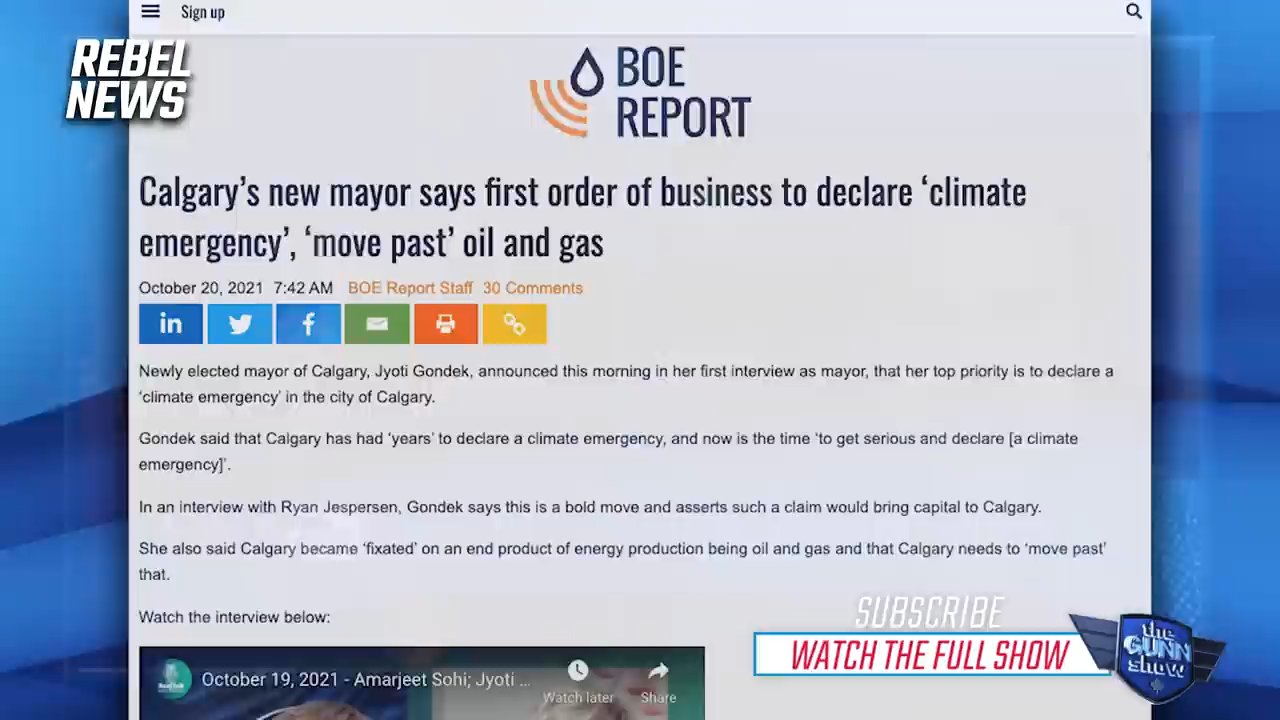 Sign up
REBEL
NEWS
BOE
REPORT
Calgary’s new mayor says first order of business to declare ‘climate
emergency’, ‘move past’ oil and gas
October 20, 2021 7:42 AM BOE Report Staff 30 Comments
in
f
Newly elected mayor of Calgary, Jyoti Gondek, announced this morning in her first interview as mayor, that her top priority is to declare a
‘climate emergency’ in the city of Calgary.
Gondek said that Calgary has had ‘years’ to declare a climate emergency, and now is the time ‘to get serious and declare [a climate
emergency]’.
In an interview with Ryan Jespersen, Gondek says this is a bold move and asserts such a claim would bring capital to Calgary.
She also said Calgary became ‘fixated’ on an end product of energy production being oil and gas and that Calgary needs to ‘move past’
that.
Watch the interview below:
SUBSCRIBE
WATCH THE FULL SHOW
the
GUNN
show
October 19, 2021 - Amarjeet Sohi; Jyoti ...
Watch later
Share